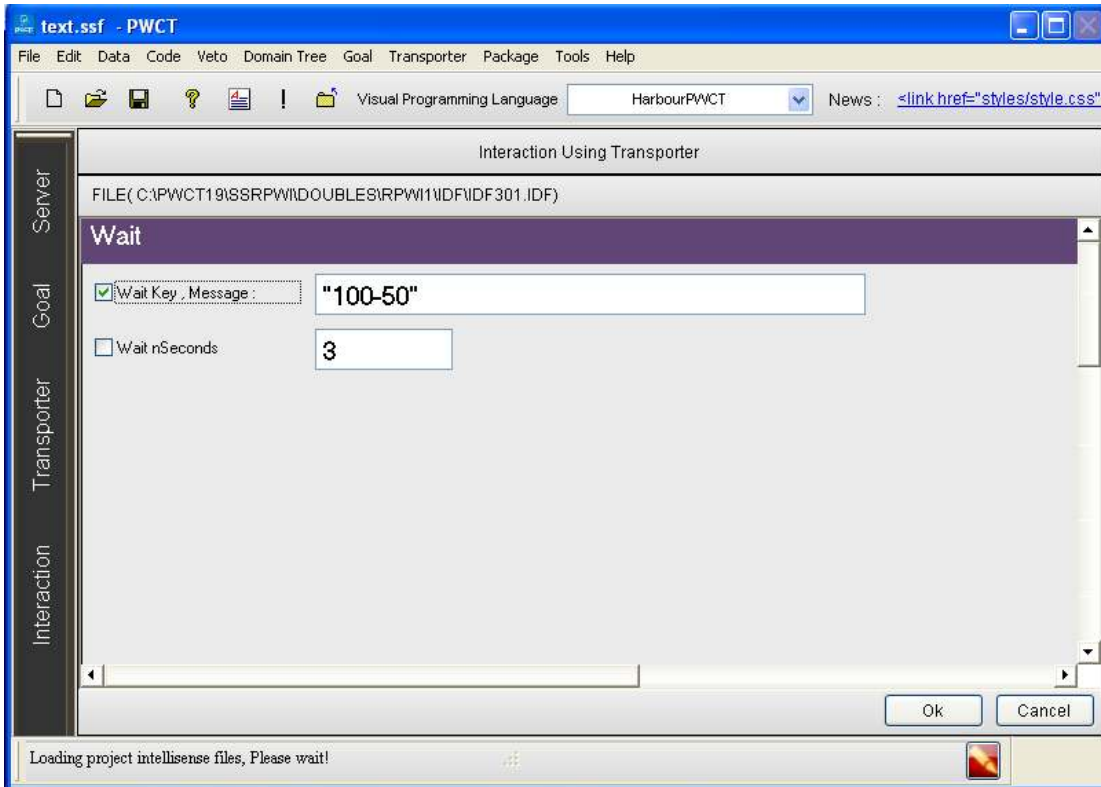 text.ssf - PWCT
File Edit Data Code Veto Domain Tree Goal Transporter Package Tools Help
Visual Programming Language HarbourPWCT News : <link href="styles/style.css"
Interaction Using Transporter
FILE( C:\PWCT19\SSRPWI\DOUBLES\RPWI1\IDF\IDF301.IDF)
Server
Goal
Transporter
Interaction
Wait
Wait Key , Message : "100-50"
Wait nSeconds 3
Ok Cancel
Loading project intellisense files, Please wait!